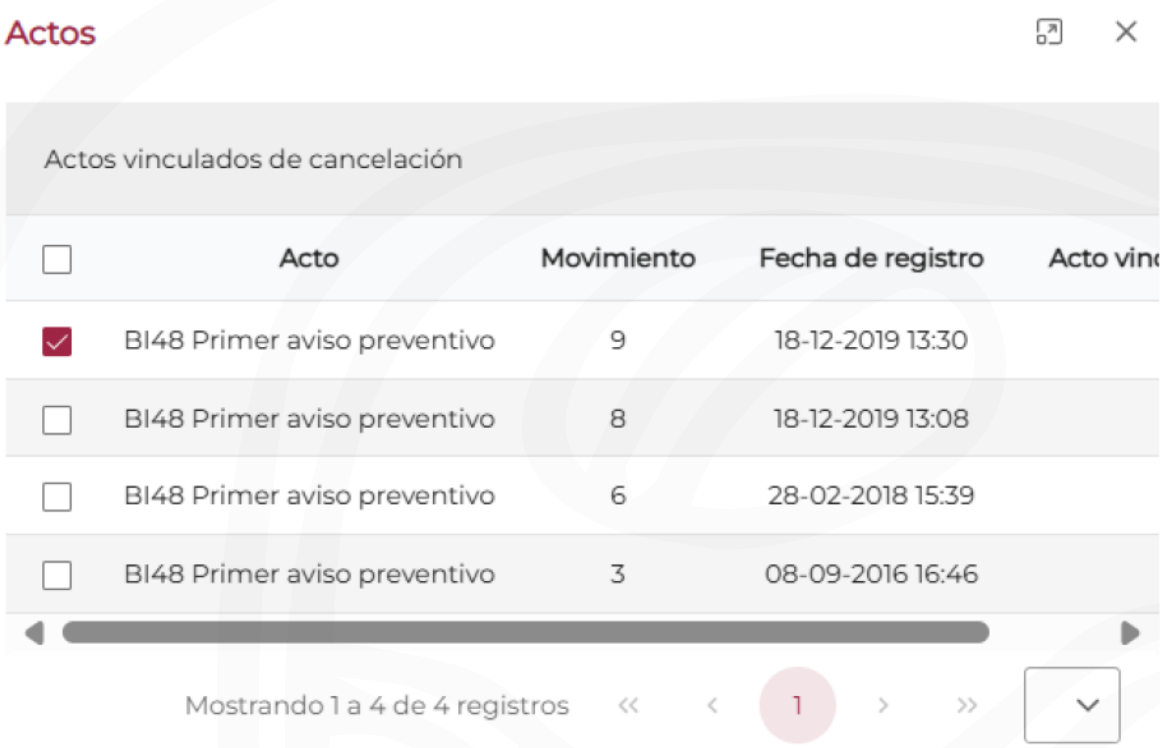 Actos
Actos vinculados de cancelación
Acto Movimiento Fecha de registro Acto
BI48 Primer aviso preventivo 9 18-12-2019 13:30
BI48 Primer aviso preventivo 8 18-12-2019 13:08
BI48 Primer aviso preventivo 6 28-02-2018 15:39
BI48 Primer aviso preventivo 3 08-09-2016 16:46
Mostrando 1 a 4 de 4 registros << < 1 > >>